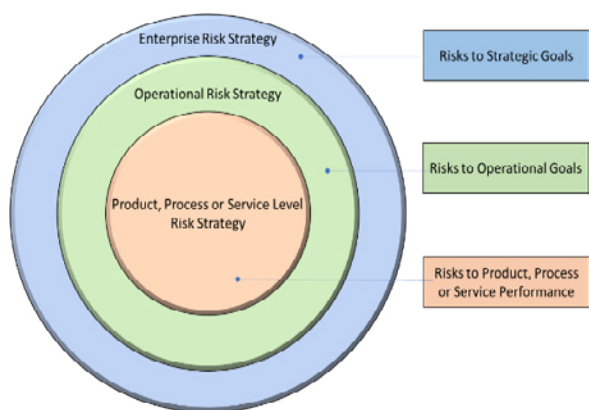 Enterprise Risk Strategy
Risks to Strategic Goals
Operational Risk Strategy
Risks to Operational Goals
Product, Process or Service Level
Risk Strategy
Risks to Product, Process
or Service Performance